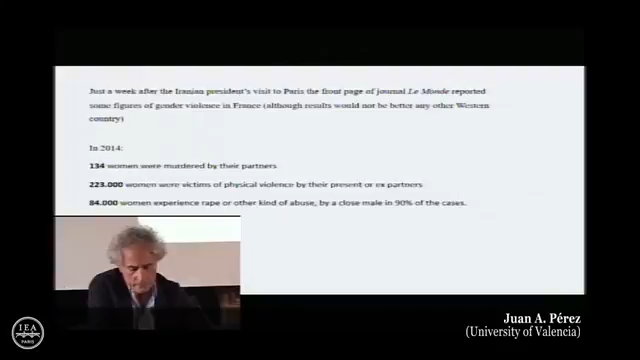 Just a week after the Iranian president's visit to Paris the front page of journal Le Monde reported
some figures of gender violence in France (although results would not be better any other Western
country)
In 2014:
134 women were murdered by their partners
223.000 women were victims of physical violence by their present or ex partners
84.000 women experience rape or other kind of abuse, by a close male in 90% of the cases.
Juan A. Pérez
(University of Valencia)
IEA
PARIS